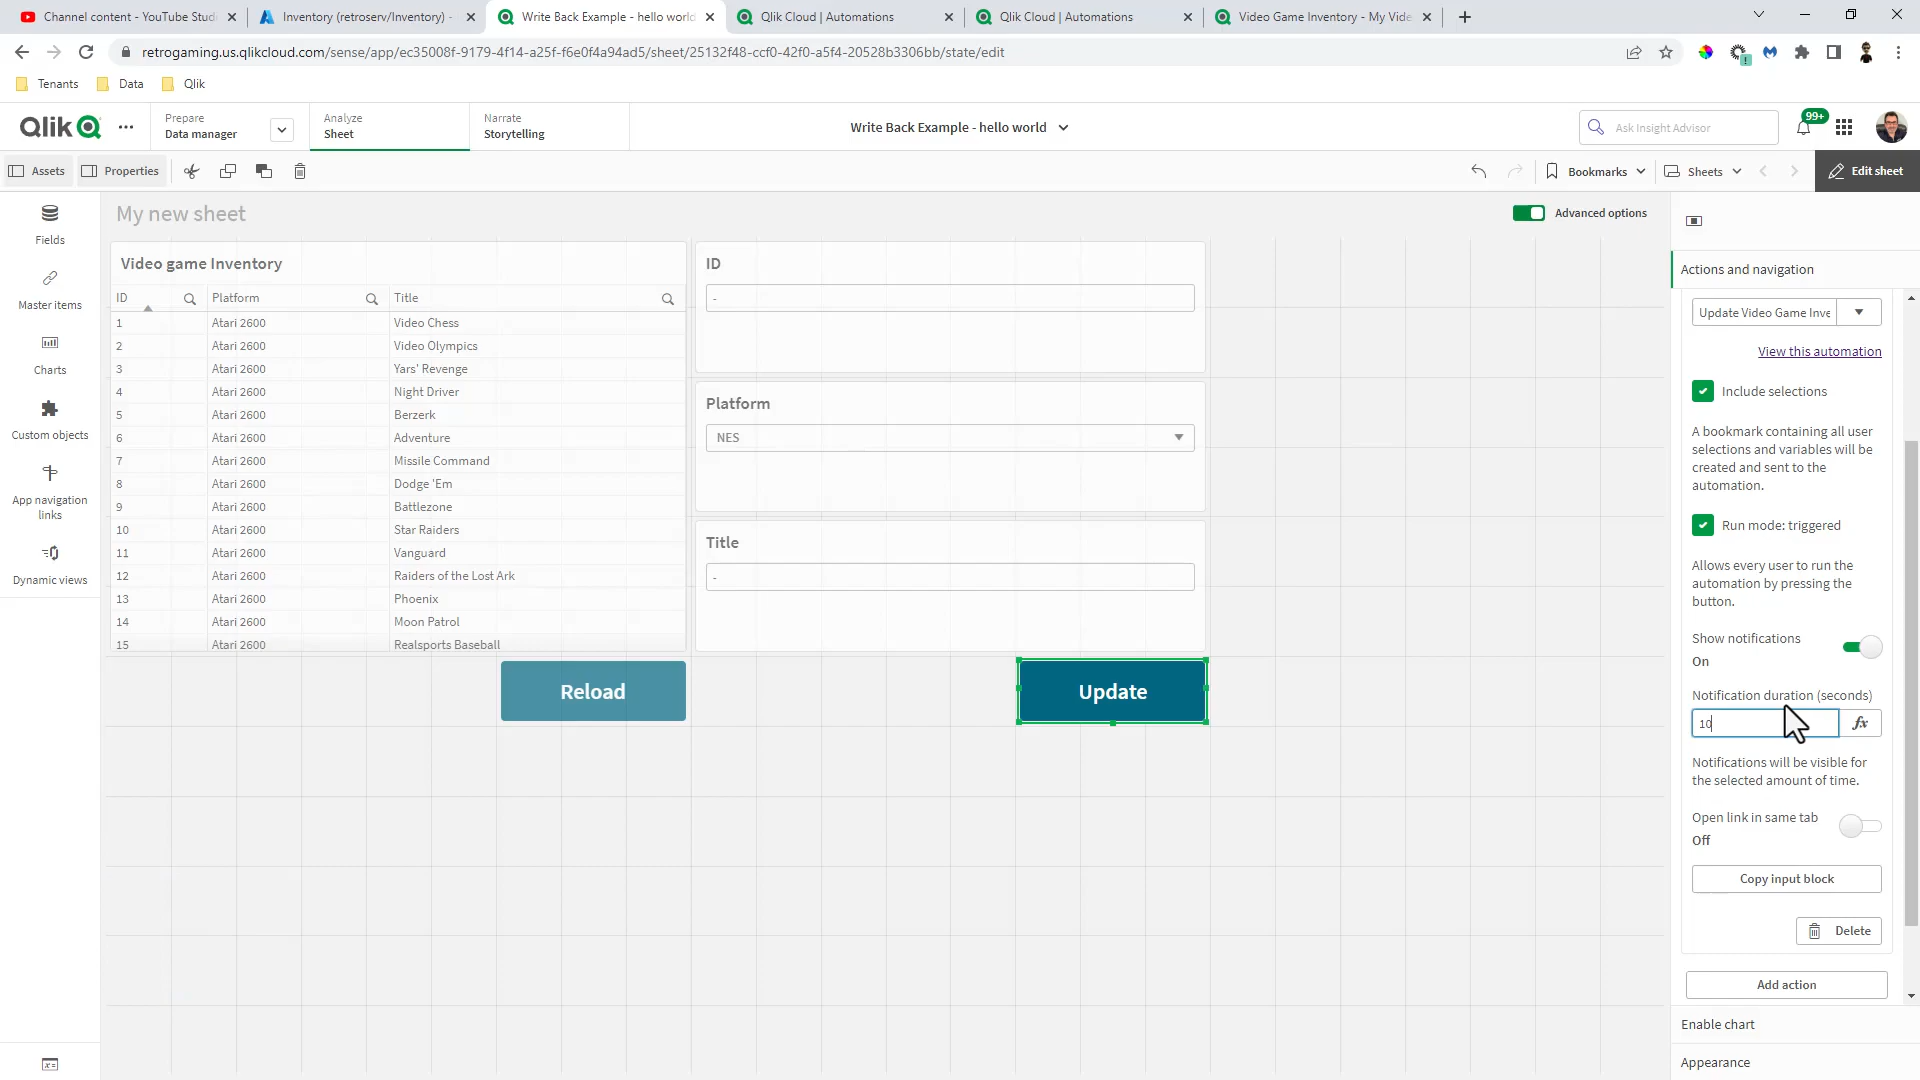 Channel content - YouTube Studi
Inventory (retroserv/Inventory) -
Write Back Example - hello world
Qlik Cloud | Automations
Qlik Cloud | Automations
Video Game Inventory - My Vide
retrogaming.us.qlikcloud.com/sense/app/ec35008f-9179-4f14-a25f-f6e0f4a94ad5/sheet/25132f48-ccf0-42f0-a5f4-20528b3306bb/state/edit
Tenants
Data
Qlik
Qlik
Prepare
Data manager
Analyze
Sheet
Narrate
Storytelling
Write Back Example - hello world
Ask Insight Advisor
99+
Assets
Properties
Bookmarks
Sheets
Edit sheet
Fields
Master items
Charts
Custom objects
App navigation
links
Dynamic views
My new sheet
Advanced options
Video game Inventory
ID Platform Title
1 Atari 2600 Video Chess
2 Atari 2600 Video Olympics
3 Atari 2600 Yars' Revenge
4 Atari 2600 Night Driver
5 Atari 2600 Berzerk
6 Atari 2600 Adventure
7 Atari 2600 Missile Command
8 Atari 2600 Dodge 'Em
9 Atari 2600 Battlezone
10 Atari 2600 Star Raiders
11 Atari 2600 Vanguard
12 Atari 2600 Raiders of the Lost Ark
13 Atari 2600 Phoenix
14 Atari 2600 Moon Patrol
15 Atari 2600 Realsports Baseball
Reload
ID
-
Platform
NES
Title
-
Update
Actions and navigation
Update Video Game Inve
View this automation
Include selections
A bookmark containing all user
selections and variables will be
created and sent to the
automation.
Run mode: triggered
Allows every user to run the
automation by pressing the
button.
Show notifications
On
Notification duration (seconds)
10
fx
Notifications will be visible for
the selected amount of time.
Open link in same tab
Off
Copy input block
Delete
Add action
Enable chart
Appearance